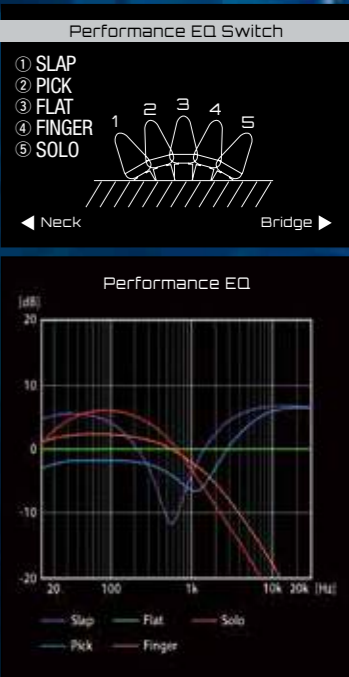 Performance EQ Switch
① SLAP
② PICK
③ FLAT
④ FINGER
⑤ SOLO
1 2 3 4 5
◀ Neck Bridge ▶
Performance EQ
[dB]
20
10
0
-10
-20
20 100 1k 10k 20k [Hz]
Slap Flat Solo
Pick Finger